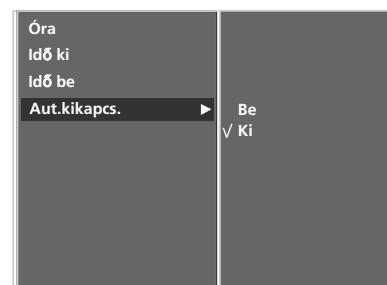 Óra
Idő ki
Idő be
Aut.kikapcs. ▶
Be
√ Ki